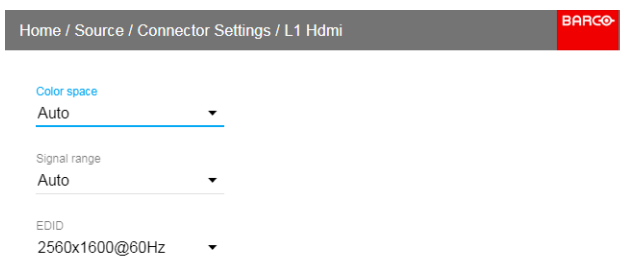 Home / Source / Connector Settings / L1 Hdmi
BARCO
Color space
Auto
Signal range
Auto
EDID
2560x1600@60Hz